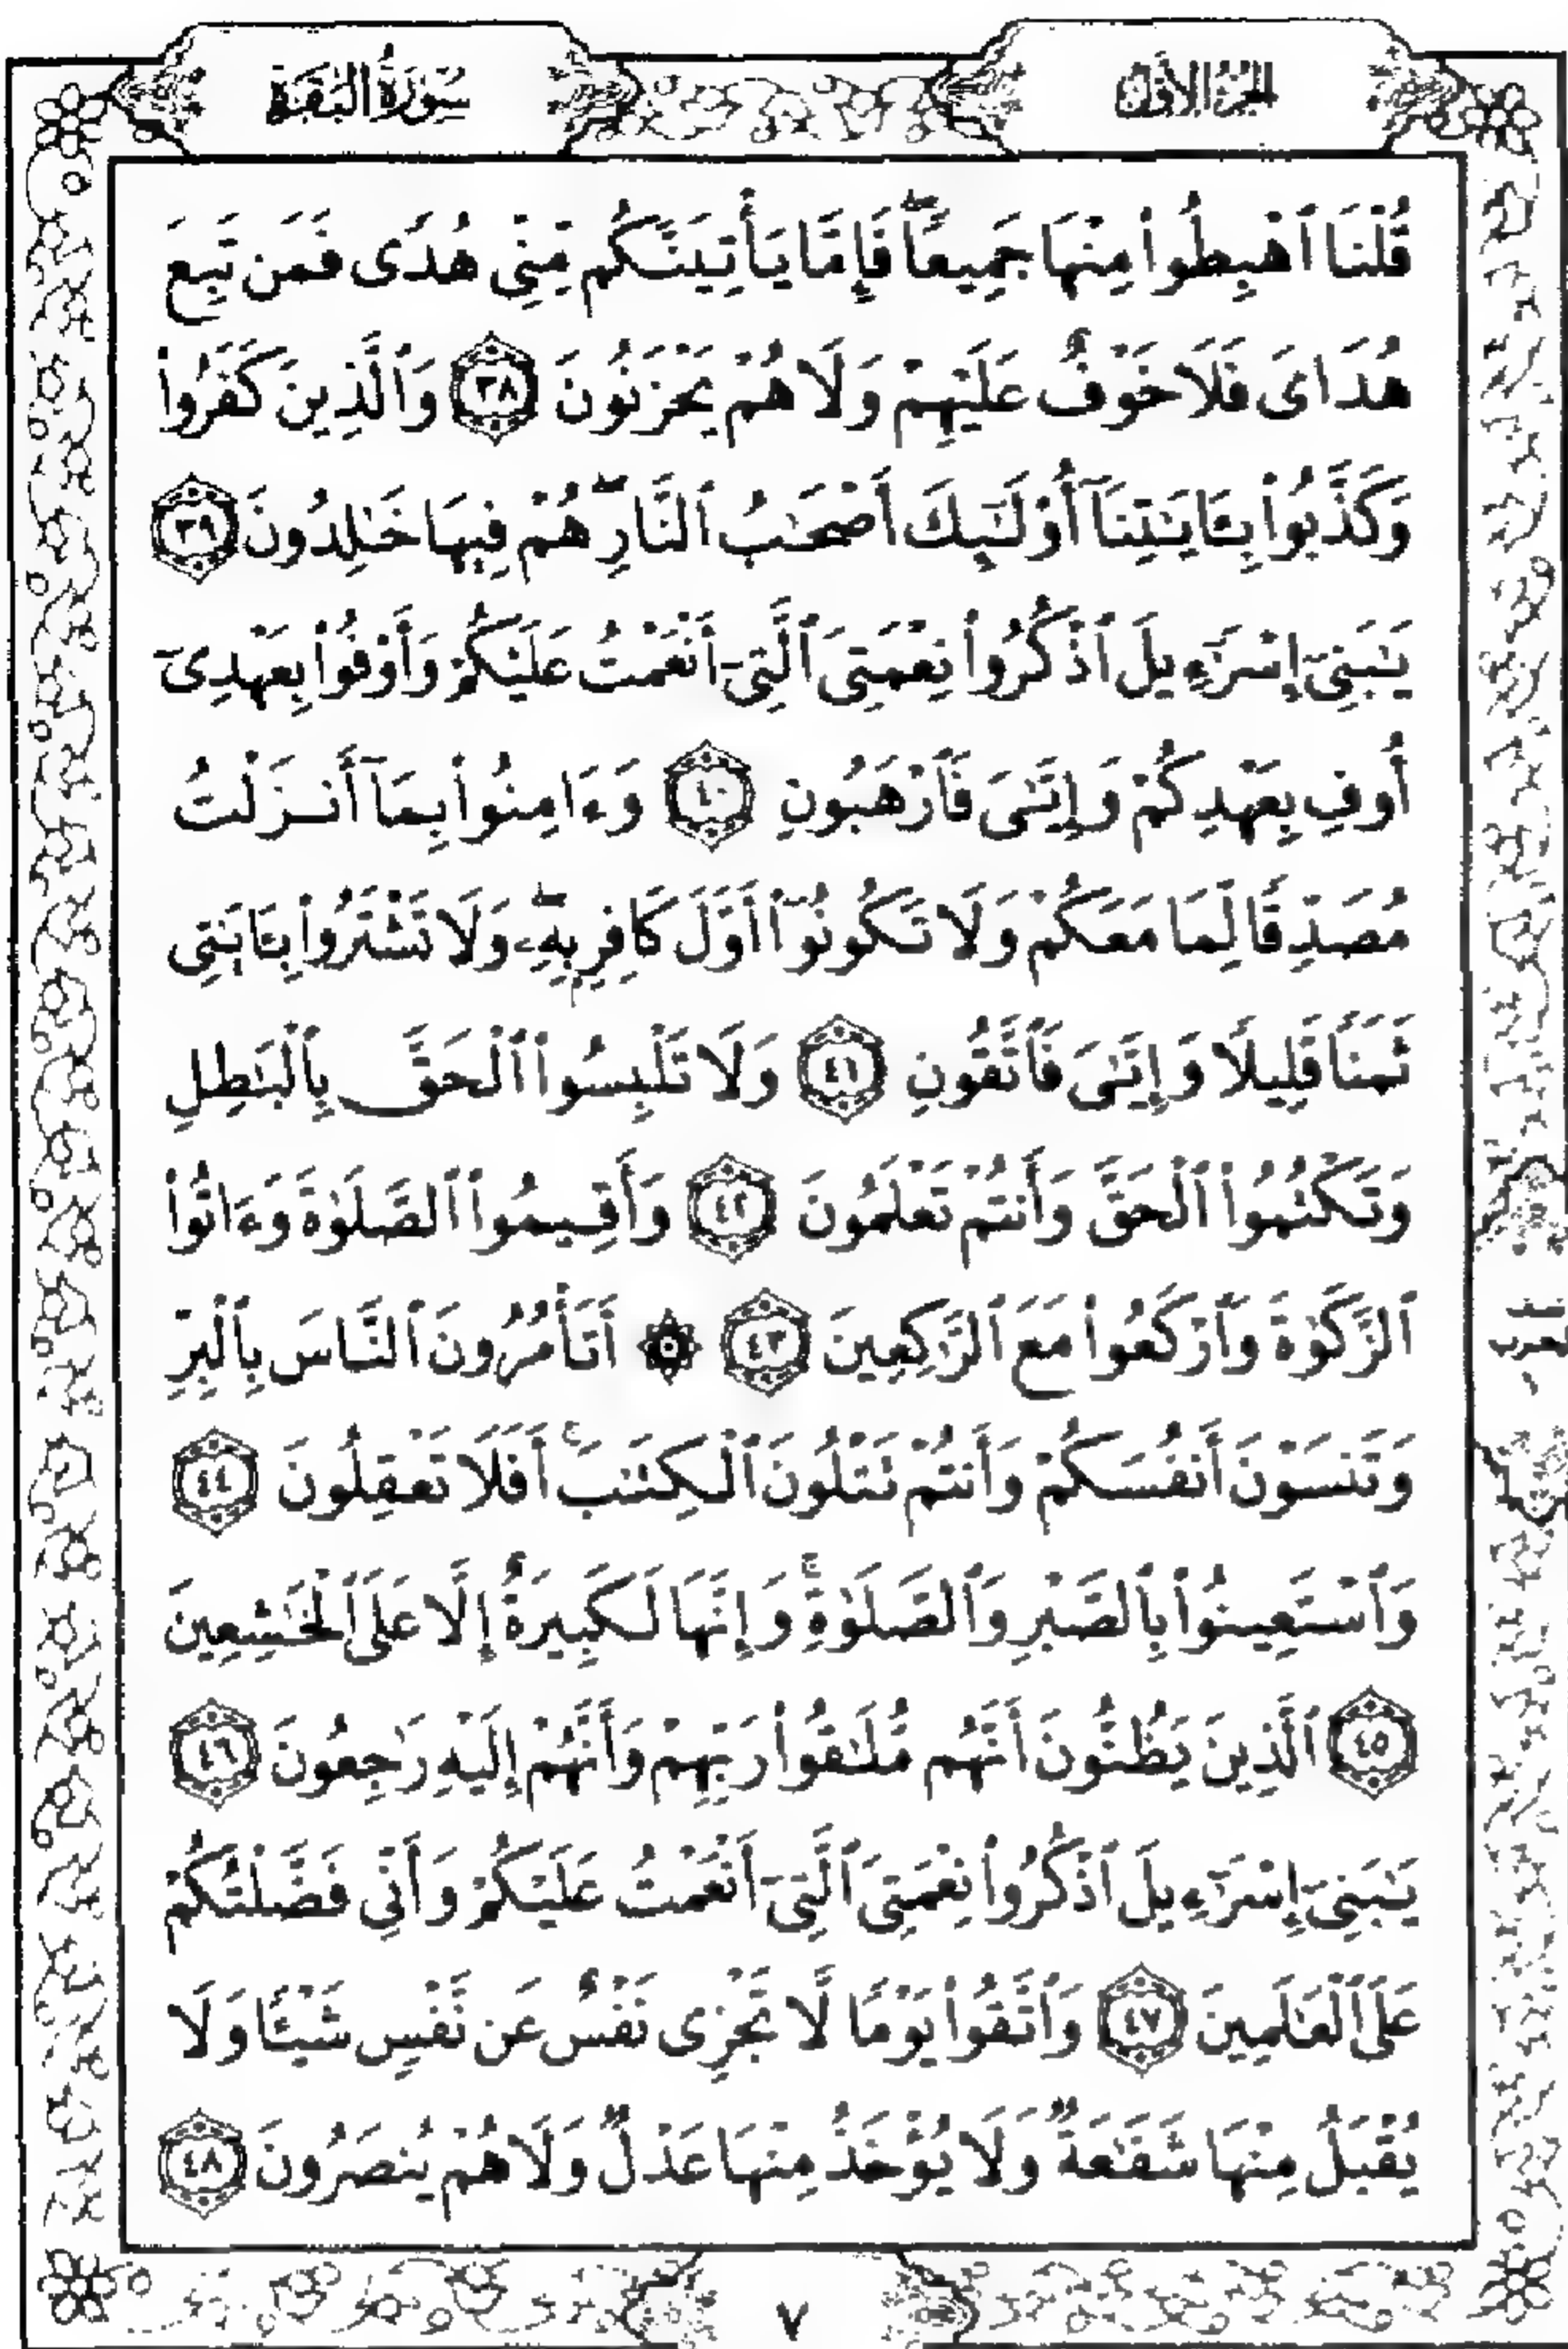 الجزء الأول
سورة البقرة
قُلْنَا ٱهْبِطُوا۟ مِنْهَا جَمِيعًۭا ۖ فَإِمَّا يَأْتِيَنَّكُم مِّنِّى هُدًۭى فَمَن تَبِعَ
هُدَاىَ فَلَا خَوْفٌ عَلَيْهِمْ وَلَا هُمْ يَحْزَنُونَ ٣٨ وَٱلَّذِينَ كَفَرُوا۟
وَكَذَّبُوا۟ بِـَٔايَـٰتِنَآ أُو۟لَـٰٓئِكَ أَصْحَـٰبُ ٱلنَّارِ ۖ هُمْ فِيهَا خَـٰلِدُونَ ٣٩
يَـٰبَنِىٓ إِسْرَٰٓءِيلَ ٱذْكُرُوا۟ نِعْمَتِىَ ٱلَّتِىٓ أَنْعَمْتُ عَلَيْكُمْ وَأَوْفُوا۟ بِعَهْدِىٓ
أُوفِ بِعَهْدِكُمْ وَإِيَّـٰىَ فَٱرْهَبُونِ ٤٠ وَءَامِنُوا۟ بِمَآ أَنزَلْتُ
مُصَدِّقًۭا لِّمَا مَعَكُمْ وَلَا تَكُونُوٓا۟ أَوَّلَ كَافِرٍۭ بِهِۦ ۖ وَلَا تَشْتَرُوا۟ بِـَٔايَـٰتِى
ثَمَنًۭا قَلِيلًۭا وَإِيَّـٰىَ فَٱتَّقُونِ ٤١ وَلَا تَلْبِسُوا۟ ٱلْحَقَّ بِٱلْبَـٰطِلِ
وَتَكْتُمُوا۟ ٱلْحَقَّ وَأَنتُمْ تَعْلَمُونَ ٤٢ وَأَقِيمُوا۟ ٱلصَّلَوٰةَ وَءَاتُوا۟
ٱلزَّكَوٰةَ وَٱرْكَعُوا۟ مَعَ ٱلرَّٰكِعِينَ ٤٣ ۞ أَتَأْمُرُونَ ٱلنَّاسَ بِٱلْبِرِّ
وَتَنسَوْنَ أَنفُسَكُمْ وَأَنتُمْ تَتْلُونَ ٱلْكِتَـٰبَ ۚ أَفَلَا تَعْقِلُونَ ٤٤
وَٱسْتَعِينُوا۟ بِٱلصَّبْرِ وَٱلصَّلَوٰةِ ۚ وَإِنَّهَا لَكَبِيرَةٌ إِلَّا عَلَى ٱلْخَـٰشِعِينَ
٤٥ ٱلَّذِينَ يَظُنُّونَ أَنَّهُم مُّلَـٰقُوا۟ رَبِّهِمْ وَأَنَّهُمْ إِلَيْهِ رَٰجِعُونَ ٤٦
يَـٰبَنِىٓ إِسْرَٰٓءِيلَ ٱذْكُرُوا۟ نِعْمَتِىَ ٱلَّتِىٓ أَنْعَمْتُ عَلَيْكُمْ وَأَنِّى فَضَّلْتُكُمْ
عَلَى ٱلْعَـٰلَمِينَ ٤٧ وَٱتَّقُوا۟ يَوْمًۭا لَّا تَجْزِى نَفْسٌ عَن نَّفْسٍۢ شَيْـًۭٔا وَلَا
يُقْبَلُ مِنْهَا شَفَـٰعَةٌۭ وَلَا يُؤْخَذُ مِنْهَا عَدْلٌۭ وَلَا هُمْ يُنصَرُونَ ٤٨
٧